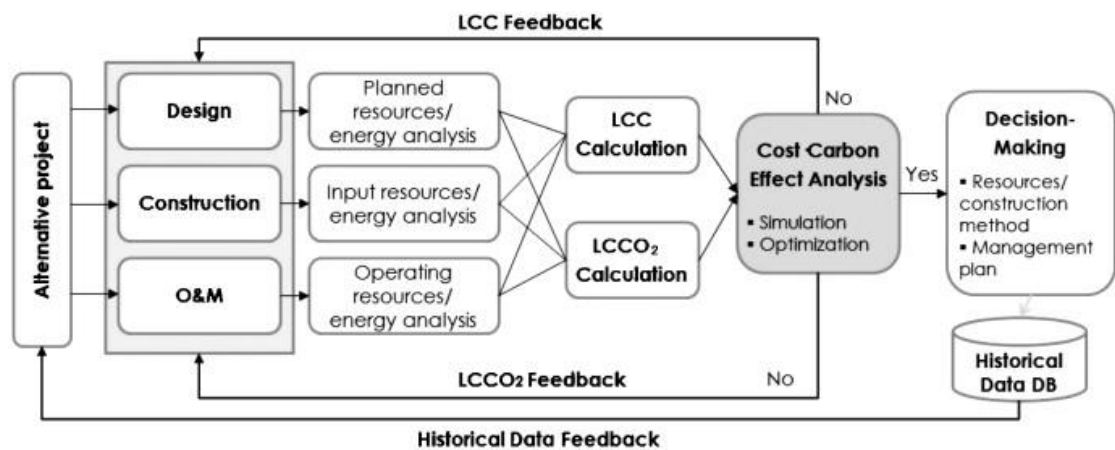 LCC Feedback
Alternative project
Design
Planned
resources/
energy analysis
Construction
Input resources/
energy analysis
O&M
Operating
resources/
energy analysis
LCC
Calculation
LCCO₂
Calculation
No
Cost·Carbon
Effect Analysis
▪ Simulation
▪ Optimization
No
Yes
Decision-
Making
▪ Resources/
construction
method
▪ Management
plan
Historical
Data DB
LCCO₂ Feedback
Historical Data Feedback